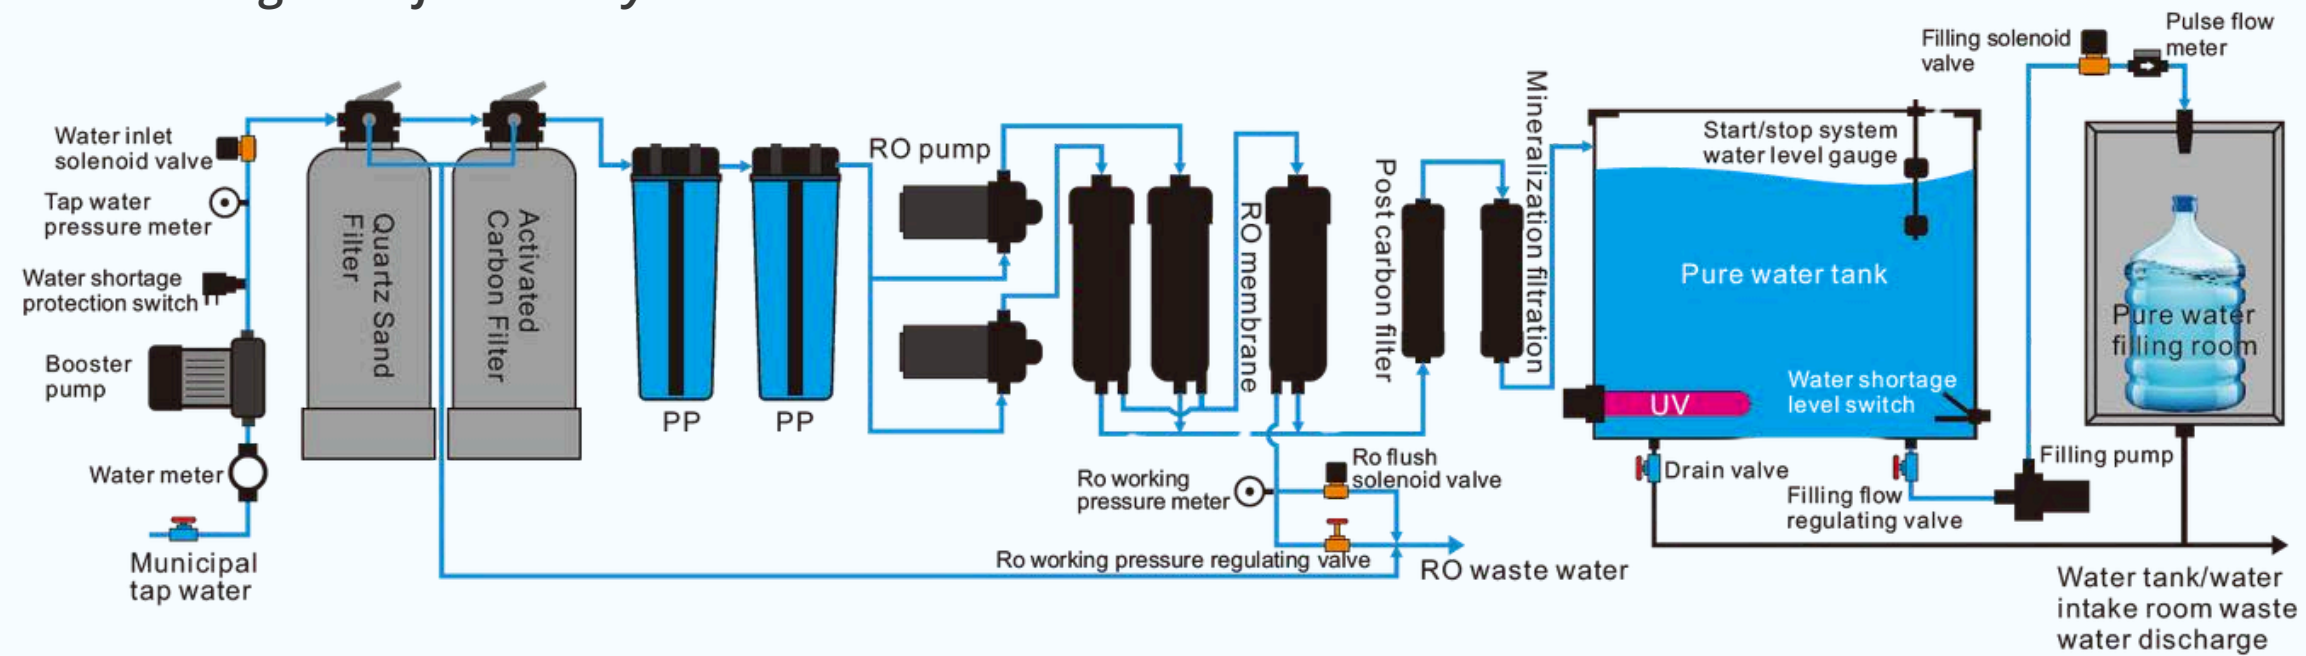 Water inlet
solenoid valve
Tap water
pressure meter
Water shortage
protection switch
Booster
pump
Water meter
Municipal
tap water
Quartz Sand
Filter
Activated
Carbon Filter
PP
PP
RO pump
RO membrane
Post carbon filter
Mineralization filtration
Ro working
pressure meter
Ro flush
solenoid valve
Ro working pressure regulating valve
RO waste water
Start/stop system
water level gauge
Pure water tank
UV
Water shortage
level switch
Drain valve
Filling flow
regulating valve
Filling pump
Filling solenoid
valve
Pulse flow
meter
Pure water
filling room
Water tank/water
intake room waste
water discharge